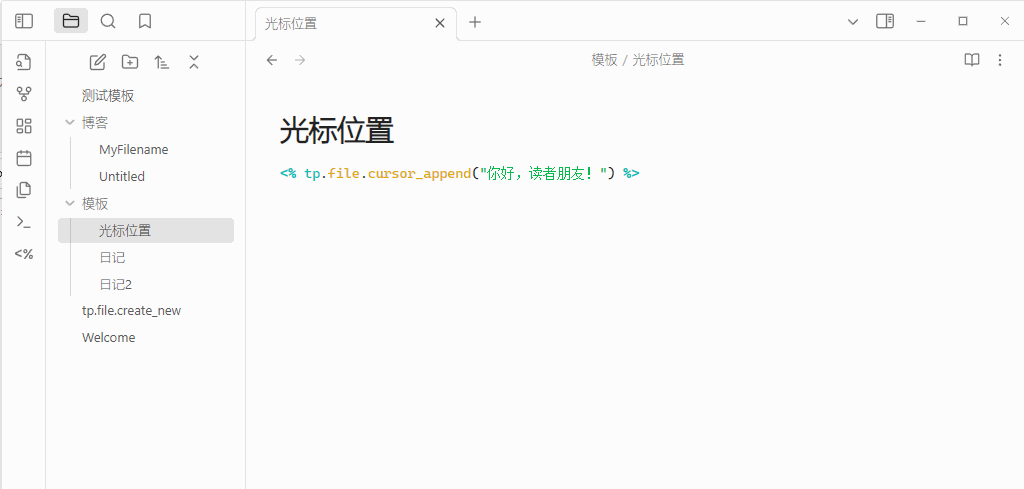 光标位置
模板 / 光标位置
测试模板
博客
MyFilename
Untitled
模板
光标位置
日记
日记2
tp.file.create_new
Welcome
<%
光标位置
<% tp.file.cursor_append("你好，读者朋友！") %>